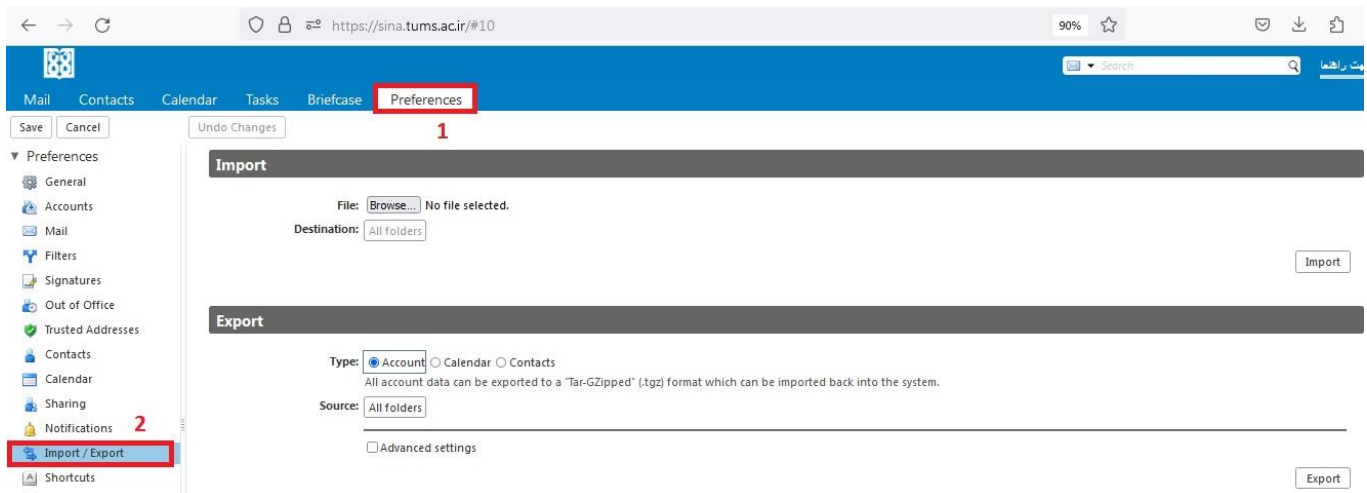 https://sina.tums.ac.ir/#10
90%
Search
هت راهنما
Mail Contacts Calendar Tasks Briefcase Preferences
Save Cancel Undo Changes
1
Preferences
Import
General
Accounts
File: Browse... No file selected.
Mail
Destination: All folders
Filters
Import
Signatures
Out of Office
Export
Trusted Addresses
Contacts
Type: Account Calendar Contacts
Calendar
All account data can be exported to a "Tar-GZipped" (.tgz) format which can be imported back into the system.
Sharing
Source: All folders
Notifications 2
Import / Export
Advanced settings
Shortcuts
Export